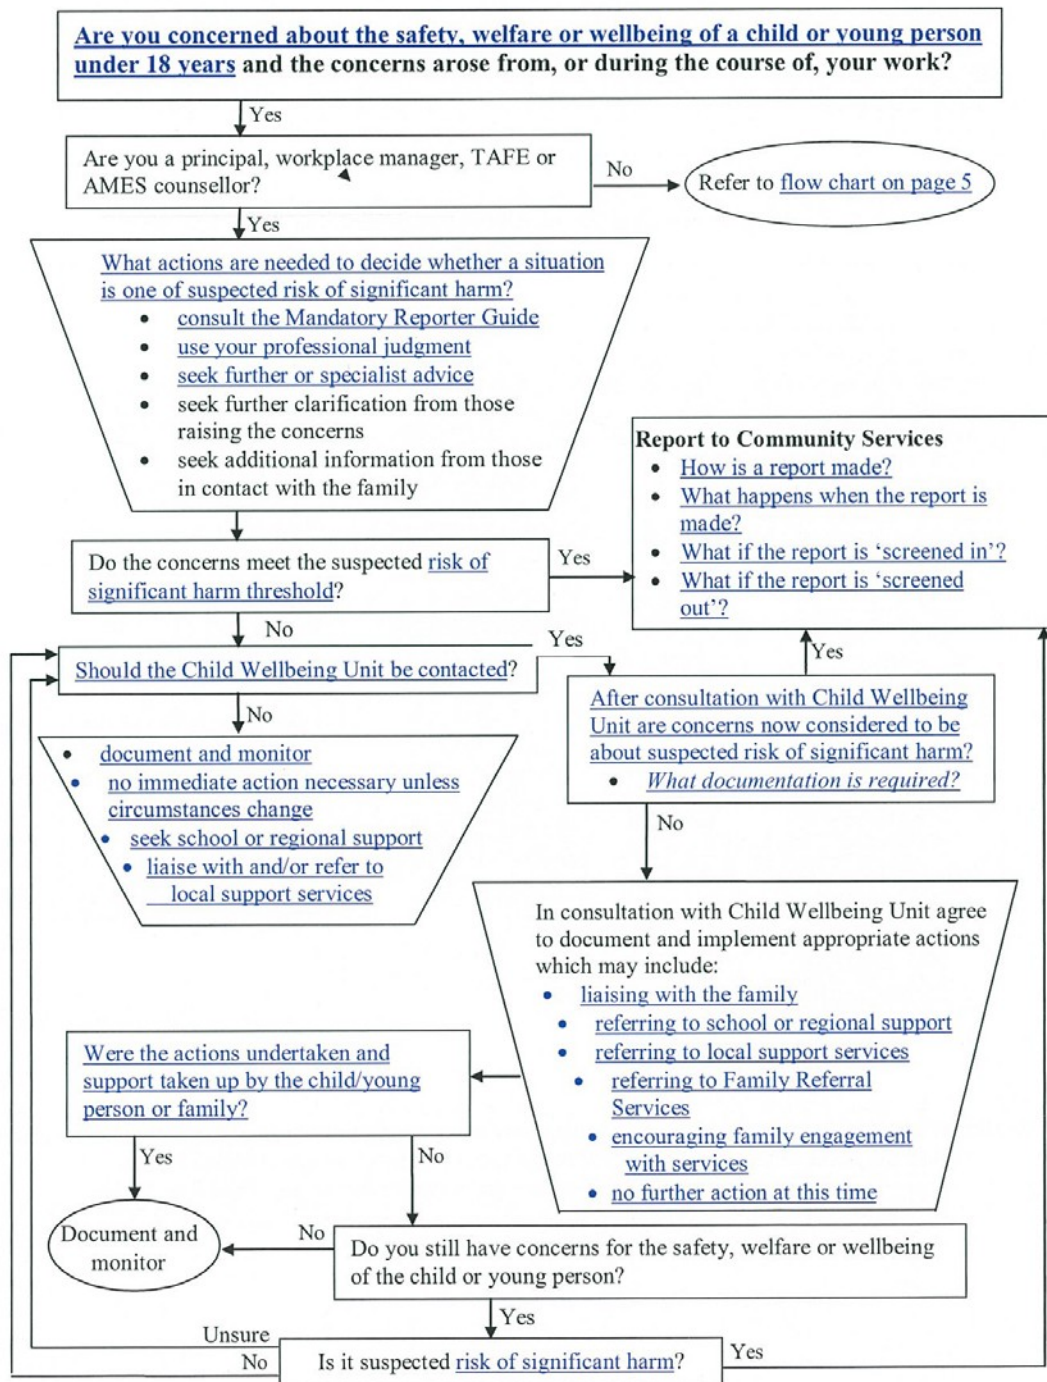 Are you concerned about the safety, welfare or wellbeing of a child or young person
under 18 years and the concerns arose from, or during the course of, your work?
Yes
Are you a principal, workplace manager, TAFE or
AMES counsellor?
No
Refer to flow chart on page 5
Yes
What actions are needed to decide whether a situation
is one of suspected risk of significant harm?
• consult the Mandatory Reporter Guide
• use your professional judgment
• seek further or specialist advice
• seek further clarification from those
raising the concerns
• seek additional information from those
in contact with the family
Report to Community Services
• How is a report made?
• What happens when the report is
made?
• What if the report is ‘screened in’?
• What if the report is ‘screened
out’?
Do the concerns meet the suspected risk of
significant harm threshold?
Yes
No
Should the Child Wellbeing Unit be contacted?
Yes
Yes
After consultation with Child Wellbeing
Unit are concerns now considered to be
about suspected risk of significant harm?
• What documentation is required?
No
• document and monitor
• no immediate action necessary unless
circumstances change
• seek school or regional support
• liaise with and/or refer to
local support services
No
In consultation with Child Wellbeing Unit agree
to document and implement appropriate actions
which may include:
• liaising with the family
• referring to school or regional support
• referring to local support services
• referring to Family Referral
Services
• encouraging family engagement
with services
• no further action at this time
Were the actions undertaken and
support taken up by the child/young
person or family?
Yes
No
Document and
monitor
No
Do you still have concerns for the safety, welfare or wellbeing
of the child or young person?
Yes
Unsure
No
Is it suspected risk of significant harm?
Yes